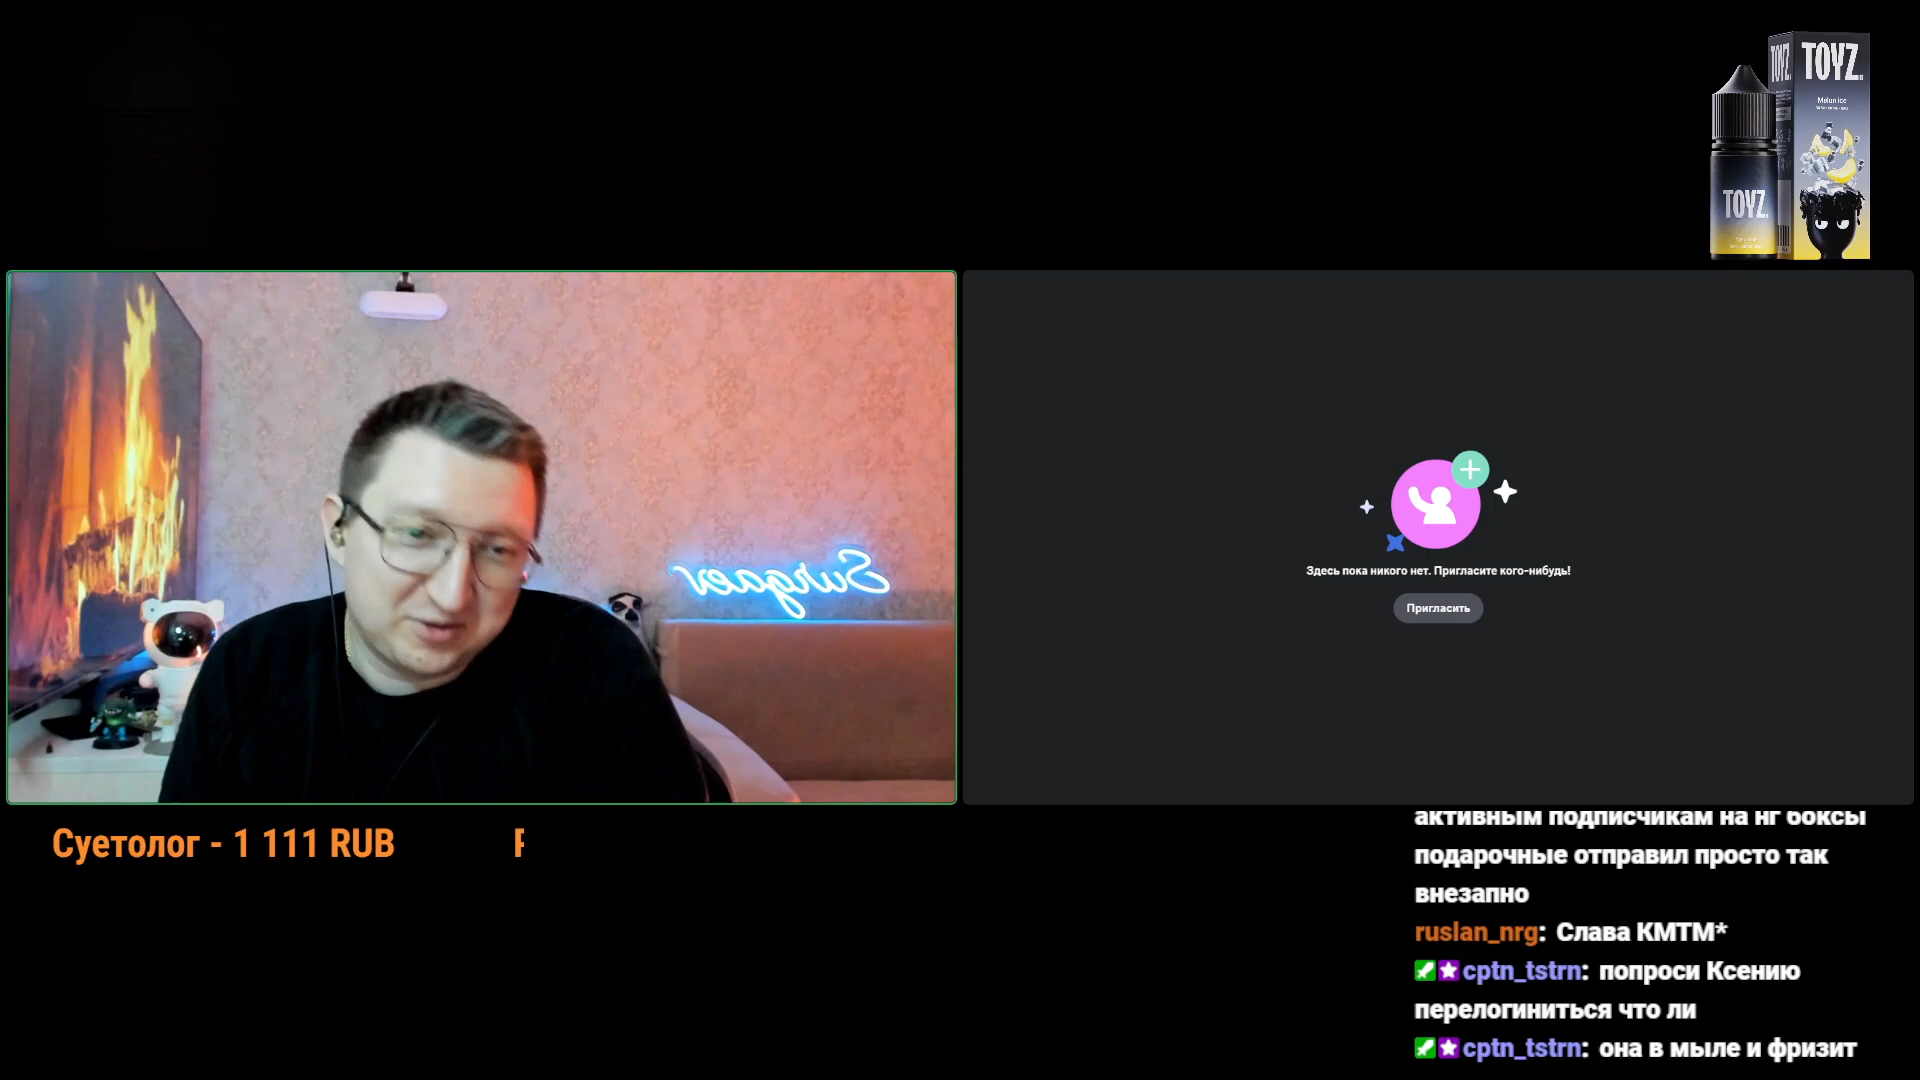 TOYZ.
TOYZ.
Melon ice
TOYZ.
Surgaev
Здесь пока никого нет. Пригласите кого-нибудь!
Пригласить
Суетолог - 1 111 RUB
активным подписчикам на нг боксы
подарочные отправил просто так
внезапно
ruslan_nrg: Слава КМТМ*
cptn_tstrn: попроси Ксению
перелогиниться что ли
cptn_tstrn: она в мыле и фризит